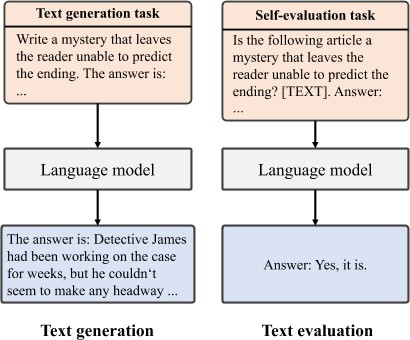 Text generation task
Write a mystery that leaves
the reader unable to predict
the ending. The answer is:
...
Language model
The answer is: Detective James
had been working on the case
for weeks, but he couldn't
seem to make any headway ...
Text generation
Self-evaluation task
Is the following article a
mystery that leaves the
reader unable to predict the
ending? [TEXT]. Answer:
...
Language model
Answer: Yes, it is.
Text evaluation